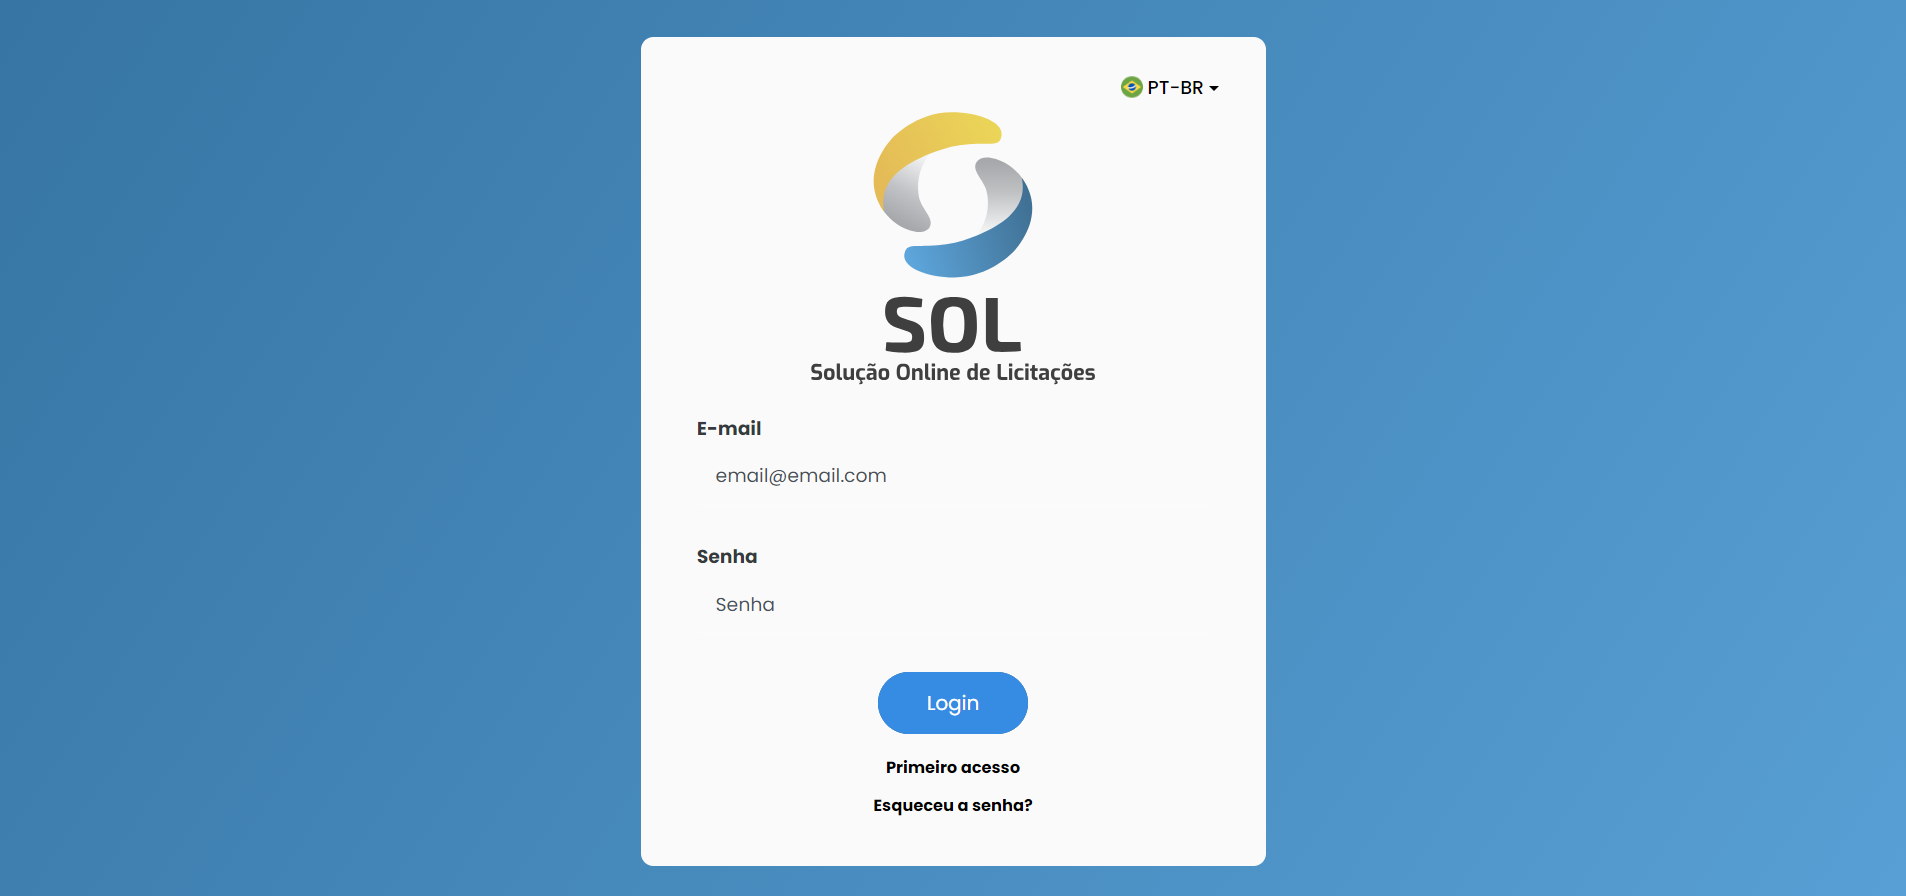 PT-BR
SOL
Solução Online de Licitações
E-mail
email@email.com
Senha
Senha
Login
Primeiro acesso
Esqueceu a senha?